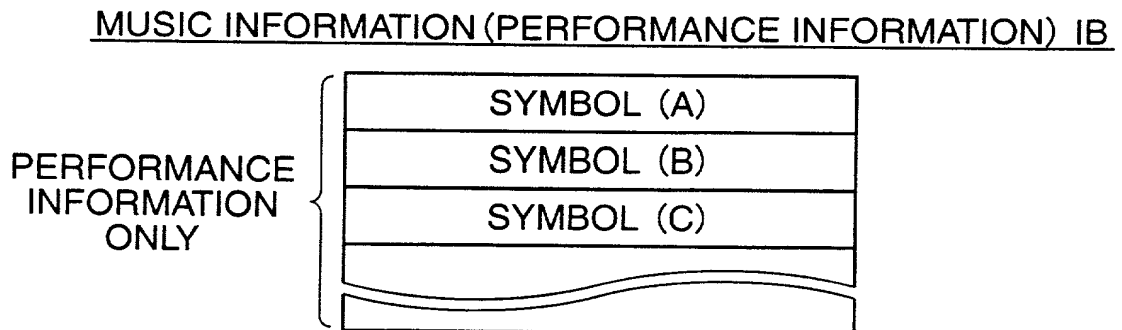 MUSIC INFORMATION (PERFORMANCE INFORMATION) IB
SYMBOL (A)
SYMBOL (B)
SYMBOL (C)
PERFORMANCE
INFORMATION
ONLY